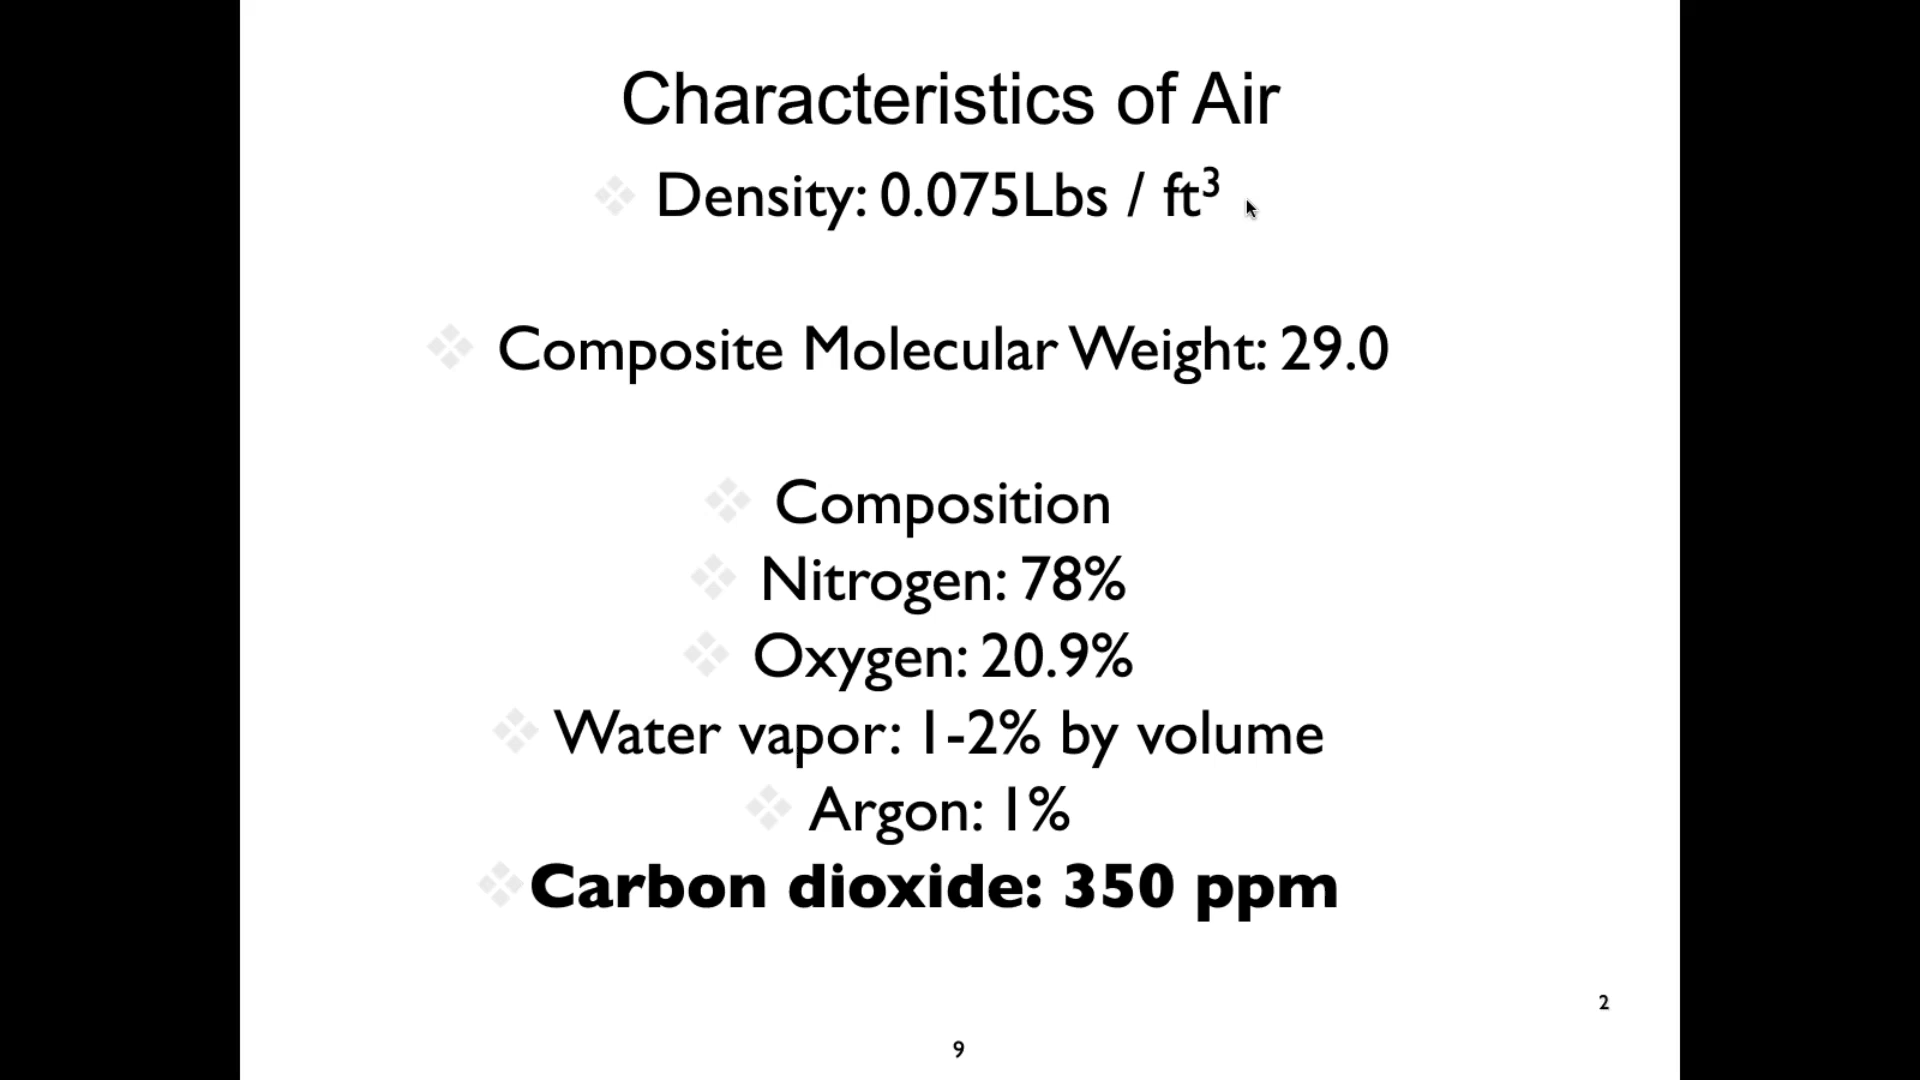 Characteristics of Air
❖ Density: 0.075Lbs / ft³
❖ Composite Molecular Weight: 29.0
❖ Composition
❖ Nitrogen: 78%
❖ Oxygen: 20.9%
❖ Water vapor: 1-2% by volume
❖ Argon: 1%
❖ Carbon dioxide: 350 ppm
2
9